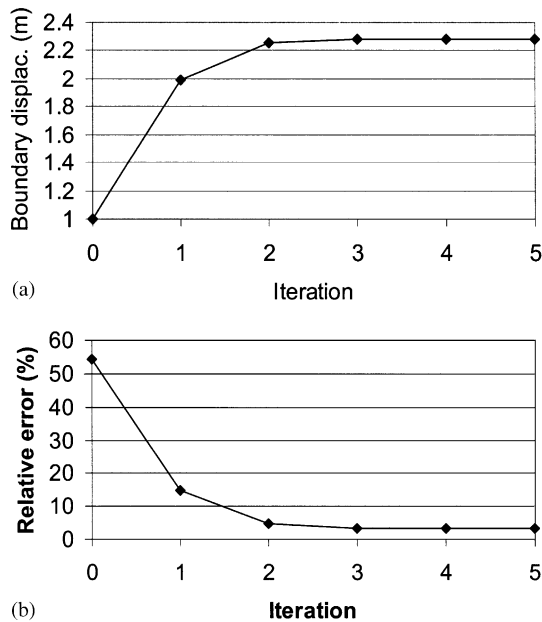 Boundary displac. (m)
2.4
2.2
2
1.8
1.6
1.4
1.2
1
0 1 2 3 4 5
(a)
Iteration
Relative error (%)
60
50
40
30
20
10
0
0 1 2 3 4 5
(b)
Iteration